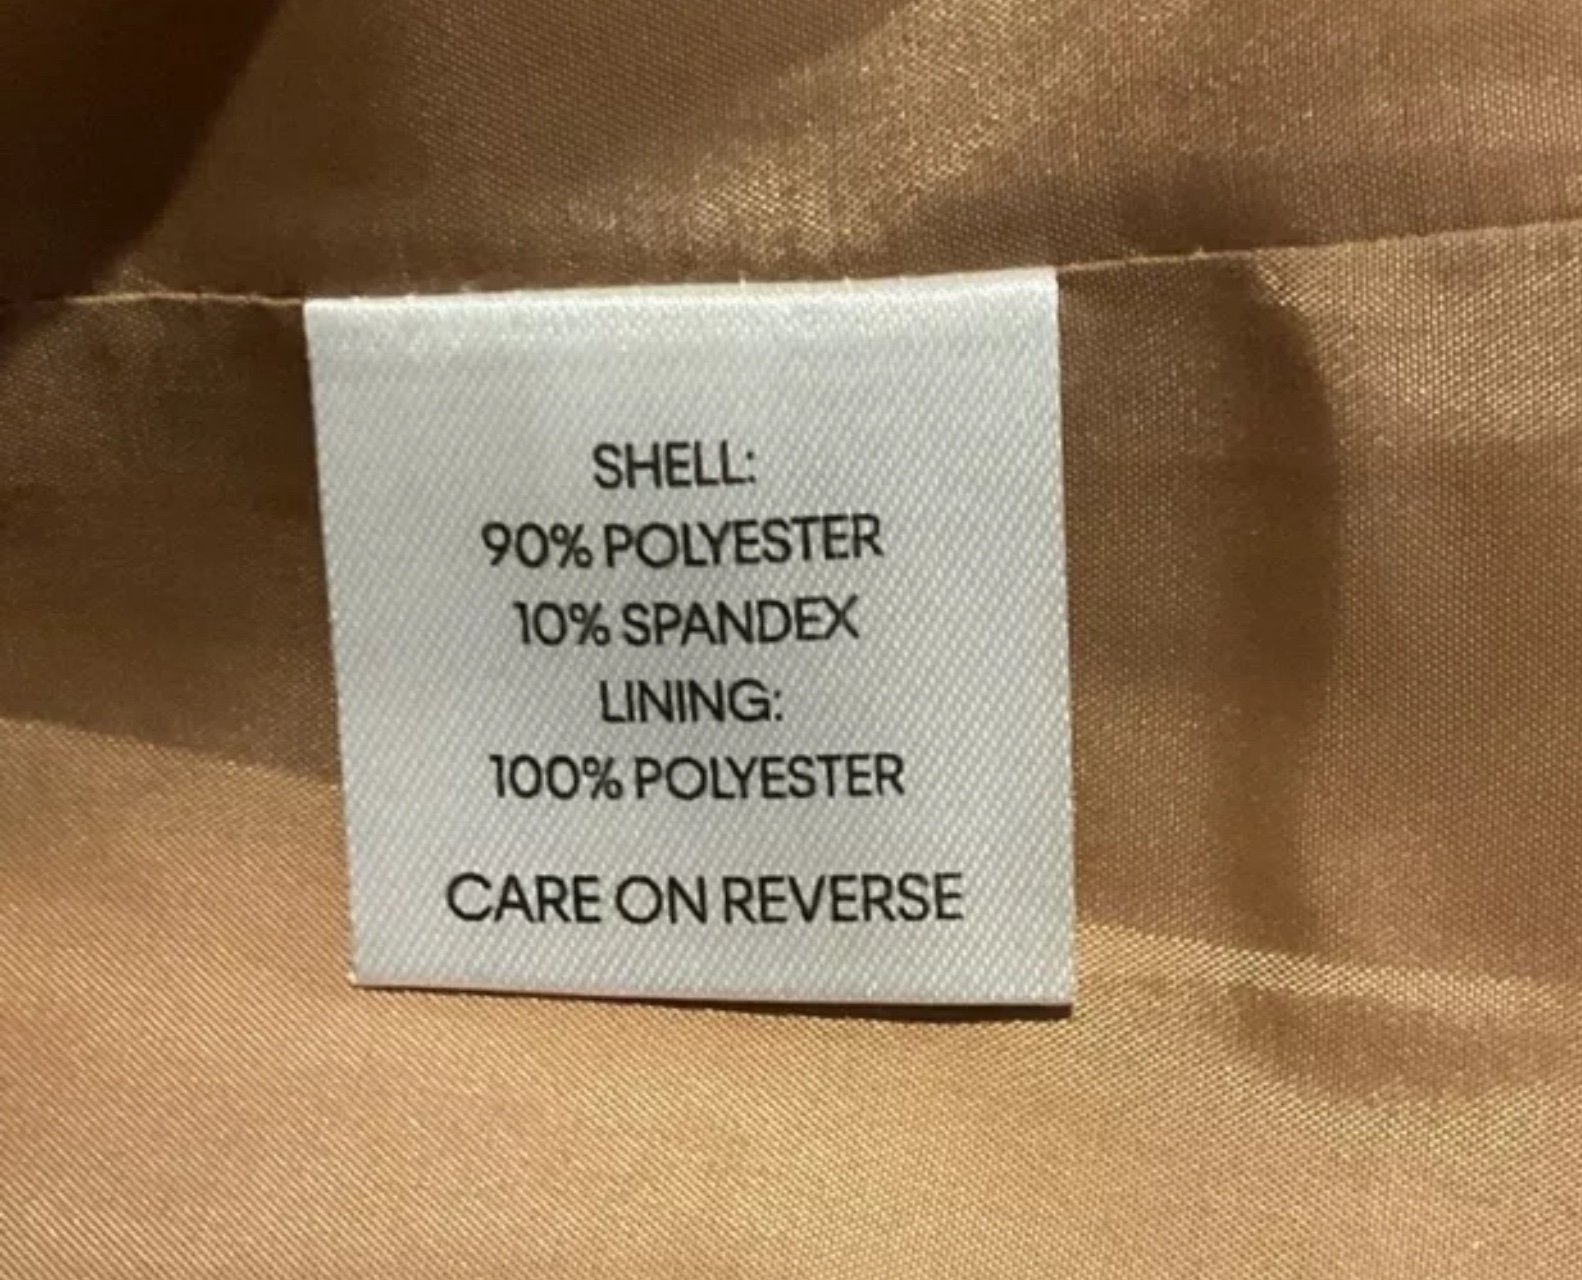 SHELL:
90% POLYESTER
10% SPANDEX
LINING:
100% POLYESTER
CARE ON REVERSE